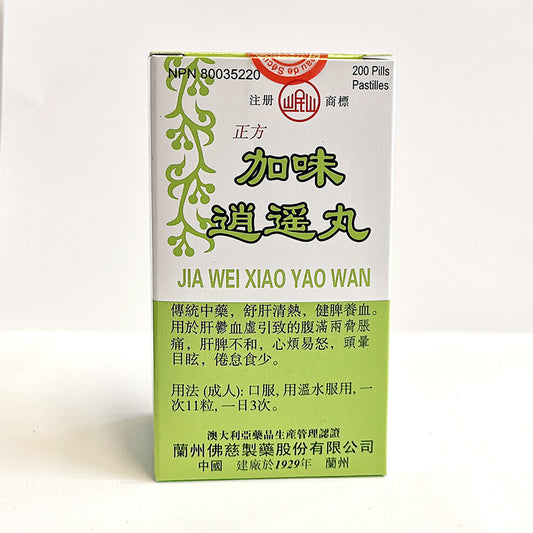 NPN 80035220
200 Pills
Pastilles
注册 岷山 商標
正方
加味
逍遥丸
JIA WEI XIAO YAO WAN
傳統中藥，舒肝清熱，健脾養血。
用於肝鬱血虛引致的腹滿兩脅脹
痛，肝脾不和，心煩易怒，頭暈
目眩，倦怠食少。
用法 (成人): 口服, 用溫水服用, 一
次11粒, 一日3次。
澳大利亞藥品生產管理認證
蘭州佛慈製藥股份有限公司
中國 建廠於1929年 蘭州